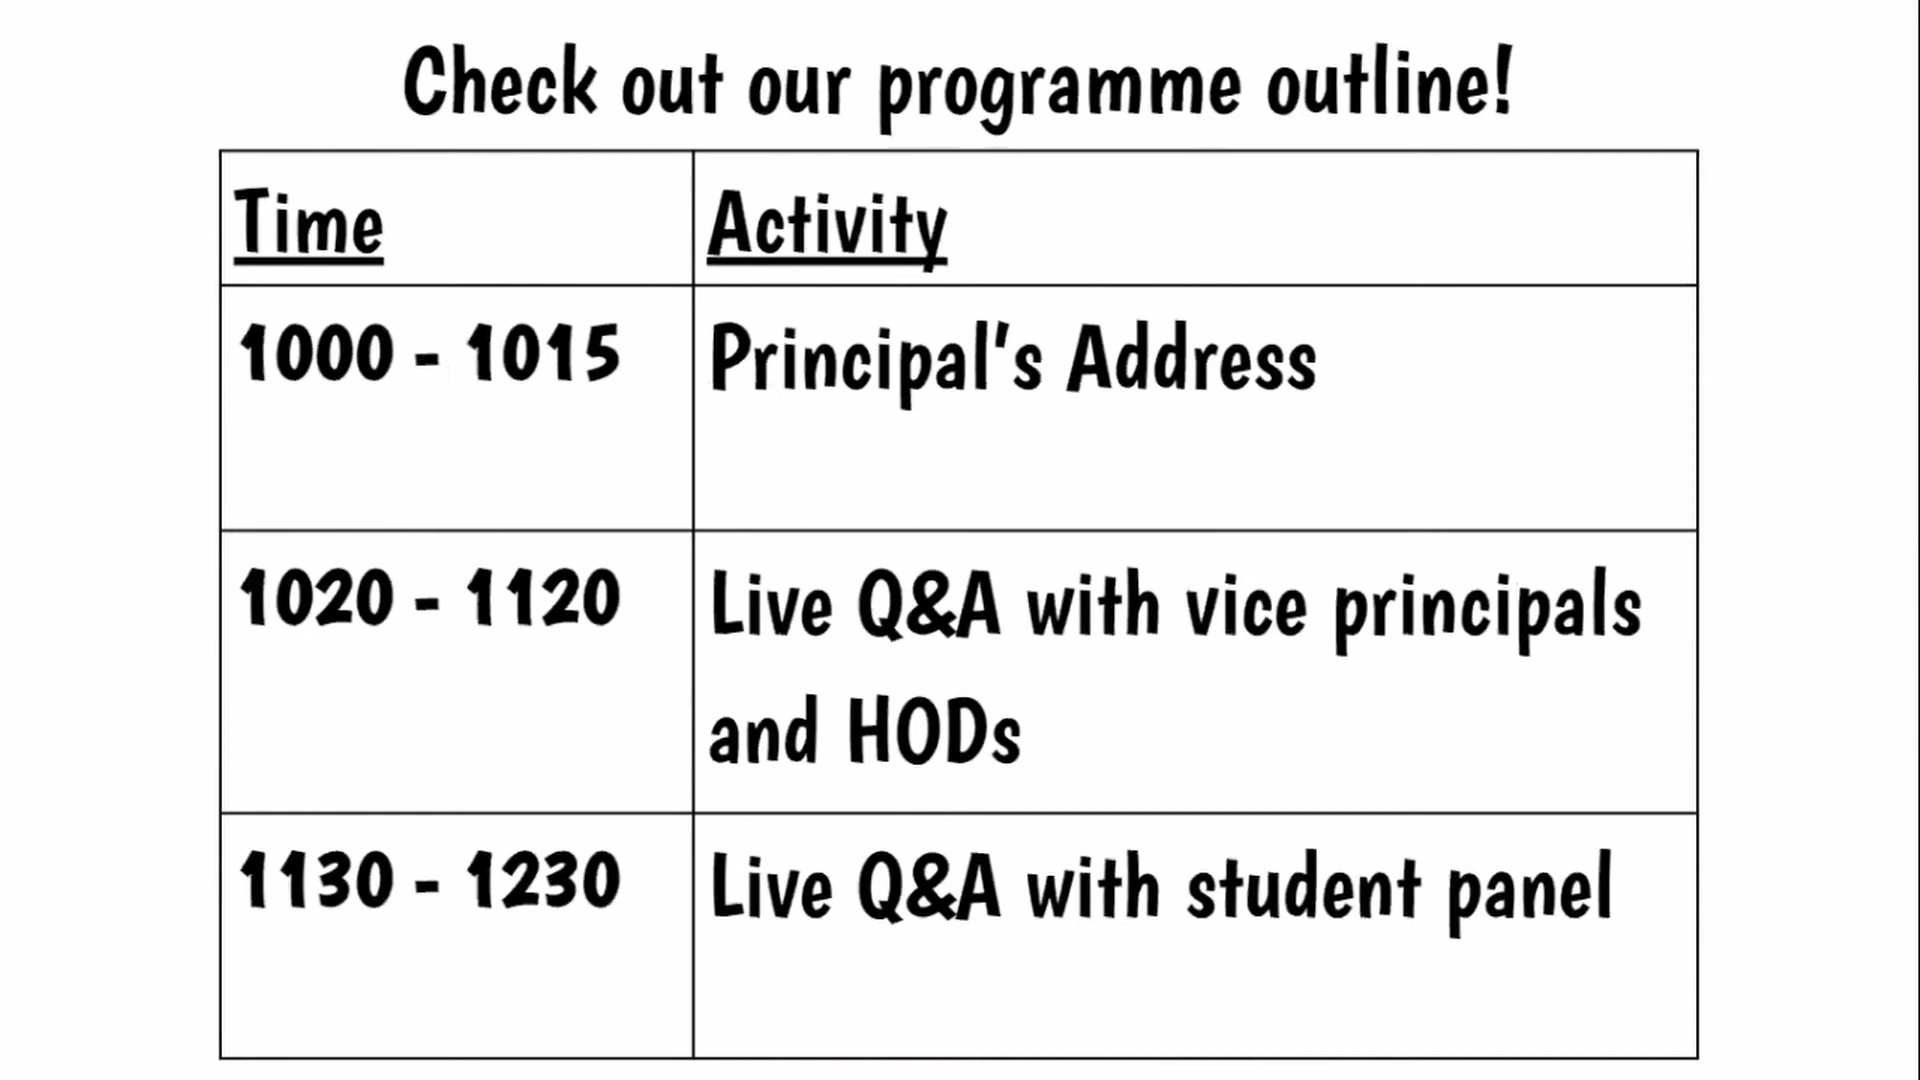 Check out our programme outline!
Time
Activity
1000 - 1015
Principal's Address
1020 - 1120
Live Q&A with vice principals
and HODs
1130 - 1230
Live Q&A with student panel